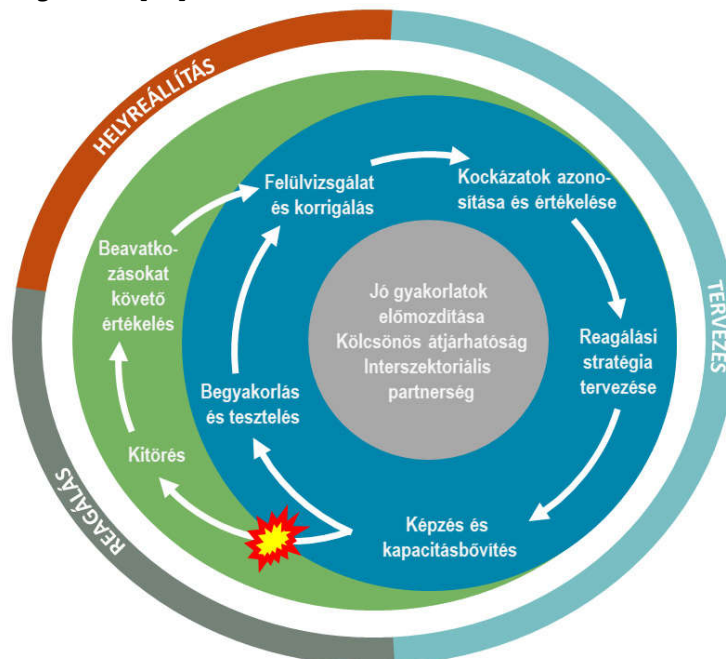 HELYREÁLLÍTÁS
TERVEZÉS
REAGÁLÁS
Felülvizsgálat
és korrigálás
Kockázatok azono-
sítása és értékelése
Beavatko-
zásokat
követő
értékelés
Jó gyakorlatok
előmozdítása
Kölcsönös átjárhatóság
Interszektoriális
partnerség
Reagálási
stratégia
tervezése
Begyakorlás
és tesztelés
Kitörés
Képzés és
kapacitásbővítés